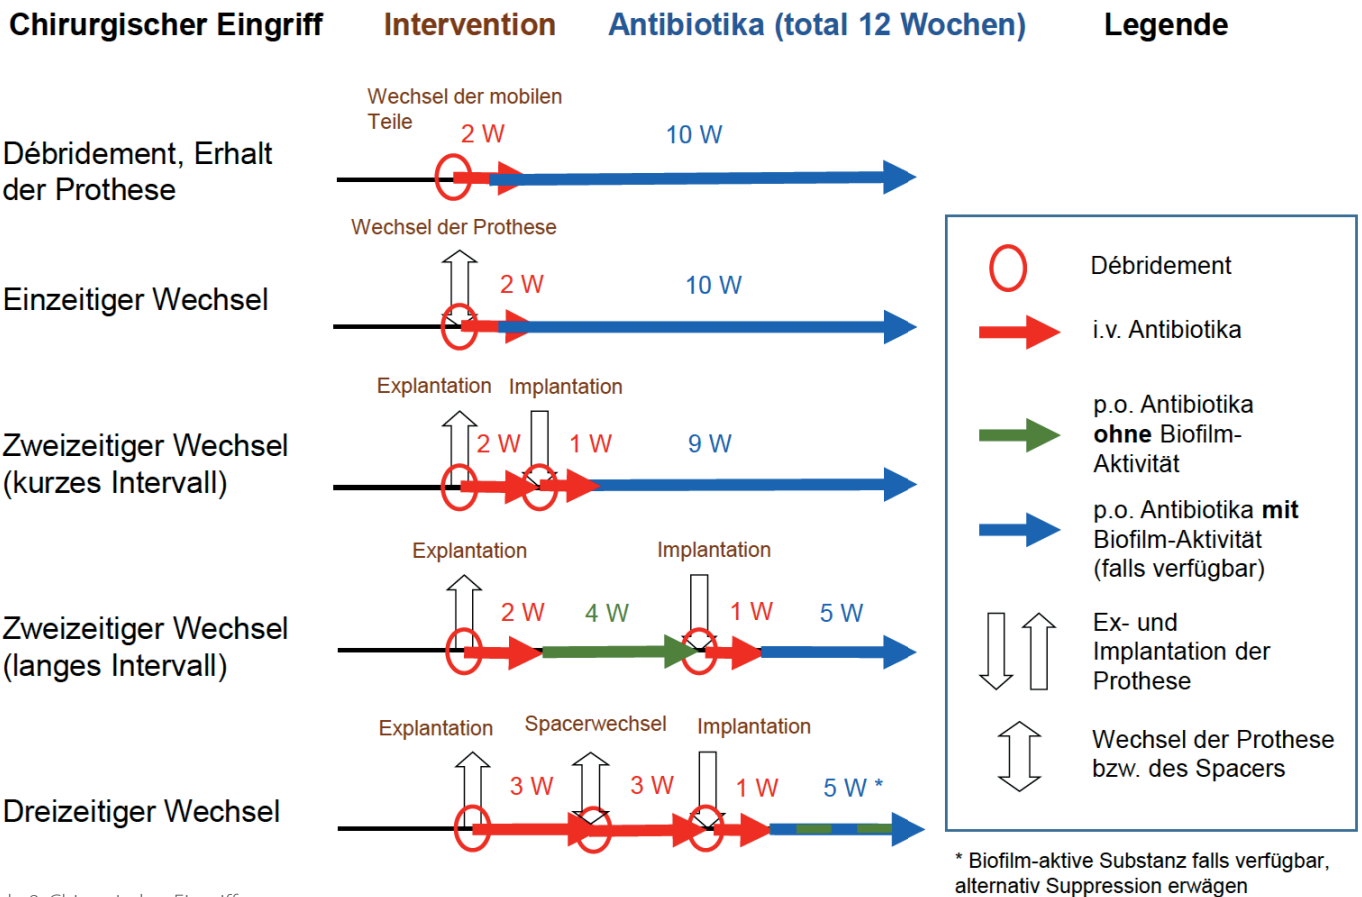 Chirurgischer Eingriff Intervention Antibiotika (total 12 Wochen) Legende
Wechsel der mobilen
Teile
2 W 10 W
Débridement, Erhalt
der Prothese
Wechsel der Prothese
2 W 10 W
Einzeitiger Wechsel
Explantation Implantation
2 W 1 W 9 W
Zweizeitiger Wechsel
(kurzes Intervall)
Explantation Implantation
2 W 4 W 1 W 5 W
Zweizeitiger Wechsel
(langes Intervall)
Explantation Spacerwechsel Implantation
3 W 3 W 1 W 5 W *
Dreizeitiger Wechsel
Débridement
i.v. Antibiotika
p.o. Antibiotika
ohne Biofilm-
Aktivität
p.o. Antibiotika mit
Biofilm-Aktivität
(falls verfügbar)
Ex- und
Implantation der
Prothese
Wechsel der Prothese
bzw. des Spacers
* Biofilm-aktive Substanz falls verfügbar,
alternativ Suppression erwägen